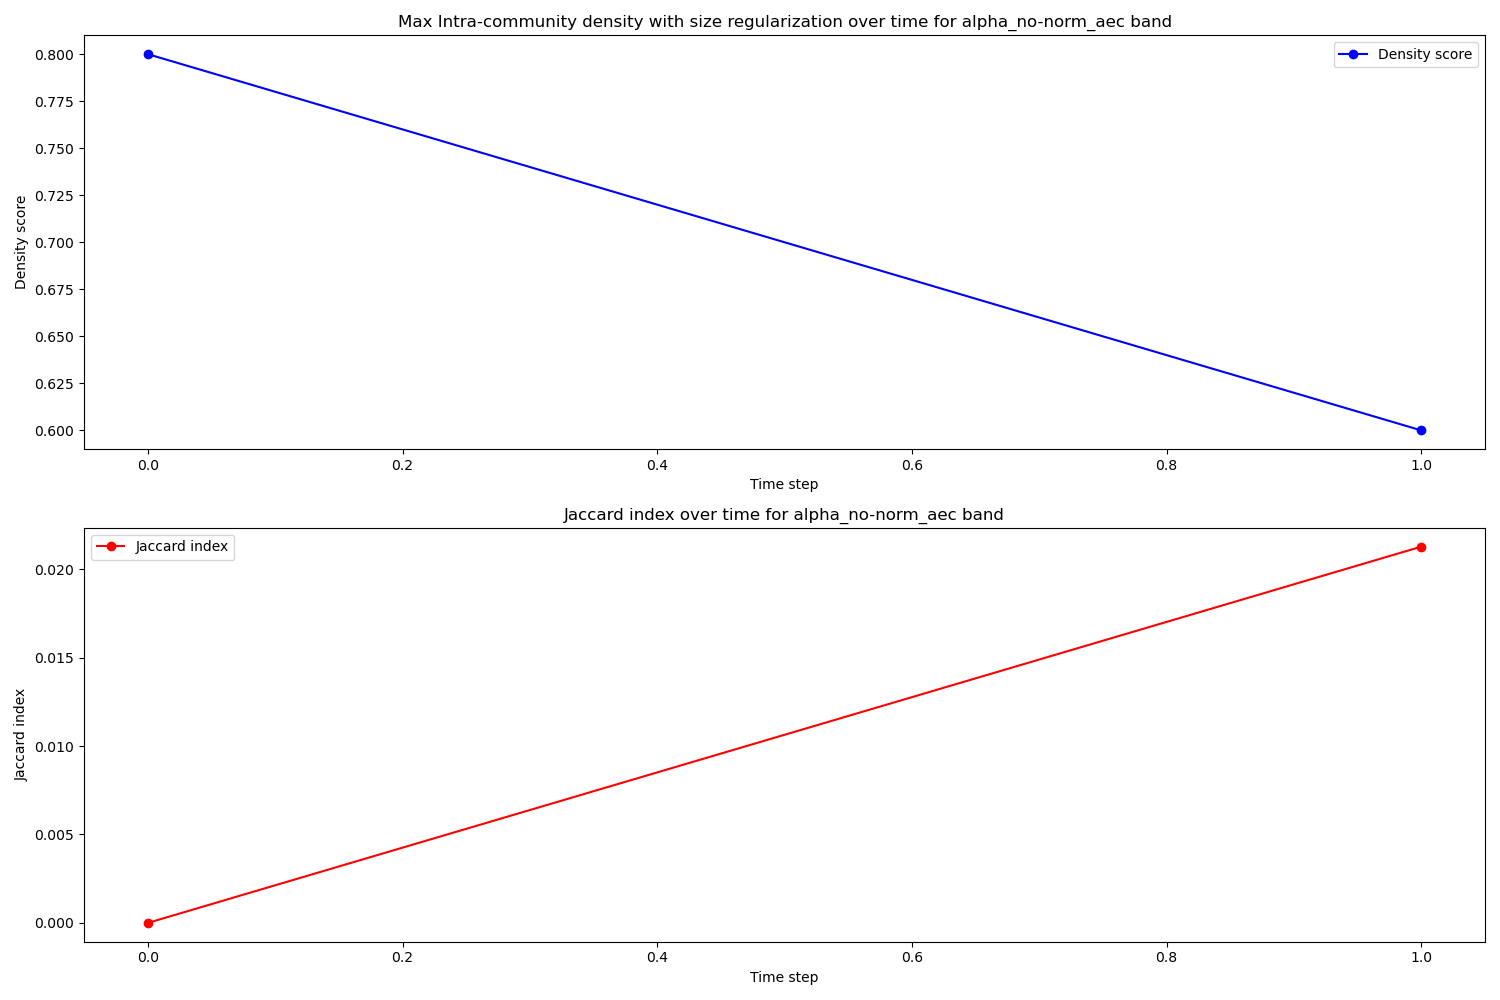 Max Intra-community density with size regularization over time for alpha_no-norm_aec band
Density score
0.800
0.775
0.750
0.725
0.700
0.675
0.650
0.625
0.600
Density score
0.0 0.2 0.4 0.6 0.8 1.0
Time step
Jaccard index over time for alpha_no-norm_aec band
Jaccard index
0.020
0.015
0.010
0.005
0.000
Jaccard index
0.0 0.2 0.4 0.6 0.8 1.0
Time step